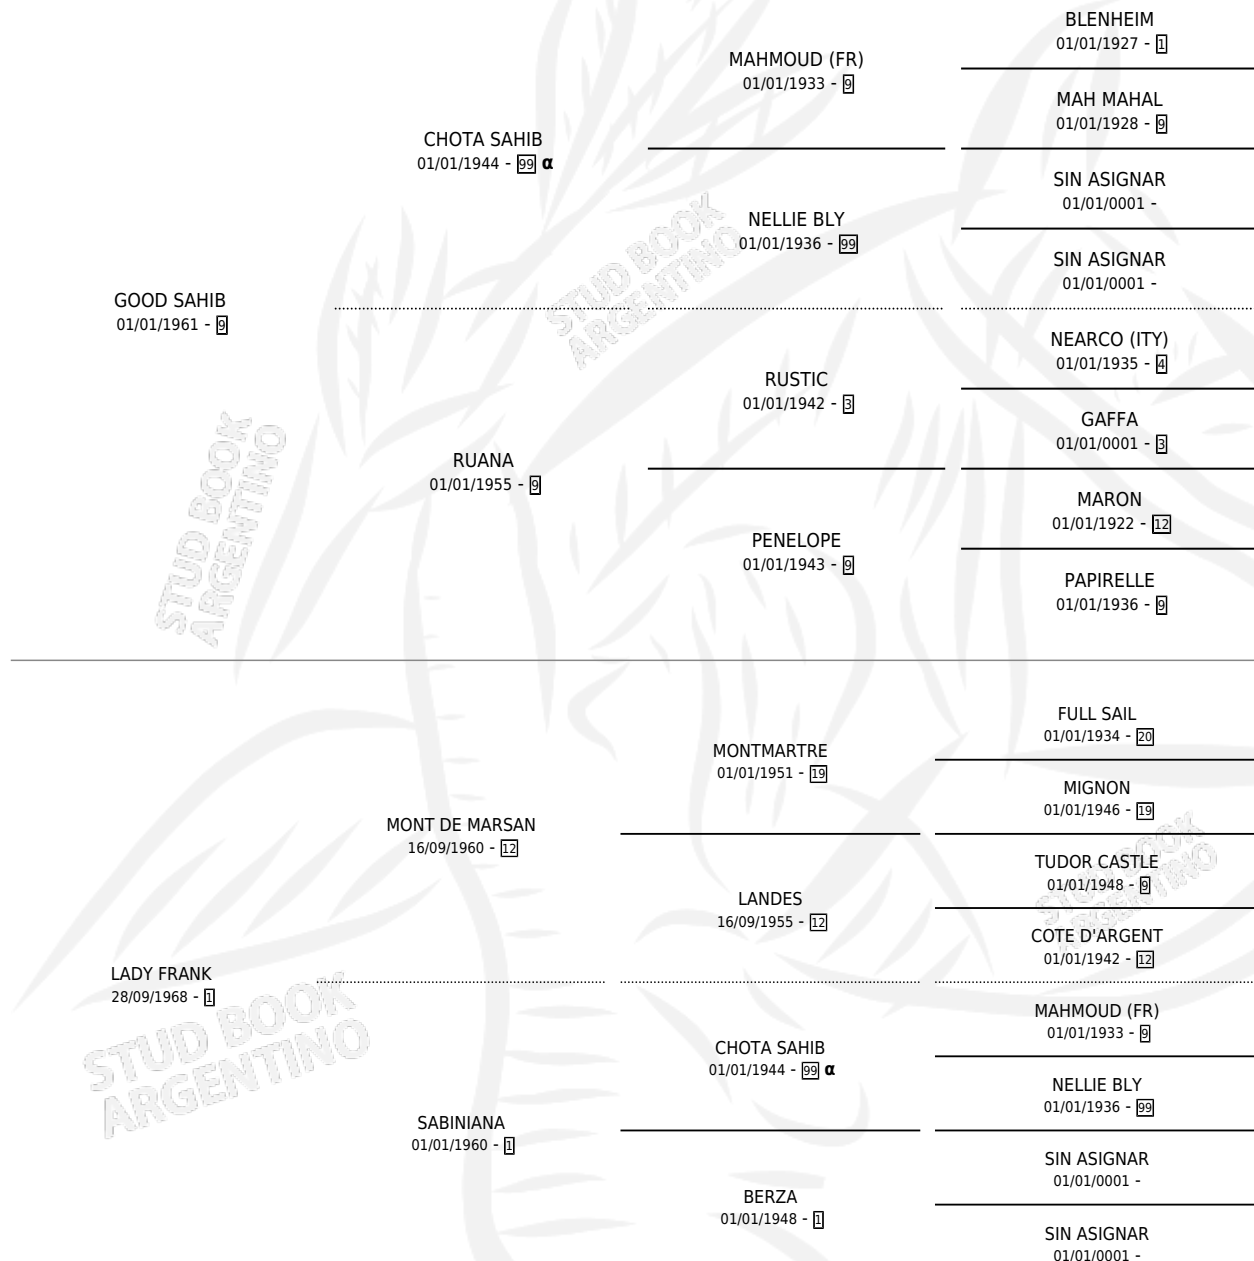 BLENHEIM
01/01/1927 - 1
MAHMOUD (FR)
01/01/1933 - 9
MAH MAHAL
01/01/1928 - 9
CHOTA SAHIB
01/01/1944 - 99 α
SIN ASIGNAR
01/01/0001 -
NELLIE BLY
01/01/1936 - 99
SIN ASIGNAR
01/01/0001 -
GOOD SAHIB
01/01/1961 - 9
NEARCO (ITY)
01/01/1935 - 4
RUSTIC
01/01/1942 - 3
GAFFA
01/01/0001 - 3
RUANA
01/01/1955 - 9
MARON
01/01/1922 - 12
PENELOPE
01/01/1943 - 9
PAPIRELLE
01/01/1936 - 9
FULL SAIL
01/01/1934 - 20
MONTMARTRE
01/01/1951 - 19
MIGNON
01/01/1946 - 19
MONT DE MARSAN
16/09/1960 - 12
TUDOR CASTLE
01/01/1948 - 9
LANDES
16/09/1955 - 12
COTE D'ARGENT
01/01/1942 - 12
LADY FRANK
28/09/1968 - 1
MAHMOUD (FR)
01/01/1933 - 9
CHOTA SAHIB
01/01/1944 - 99 α
NELLIE BLY
01/01/1936 - 99
SABINIANA
01/01/1960 - 1
SIN ASIGNAR
01/01/0001 -
BERZA
01/01/1948 - 1
SIN ASIGNAR
01/01/0001 -
STUD BOOK
ARGENTINO
STUD BOOK
ARGENTINO
STUD BOOK
ARGENTINO
STUD BOOK
ARGENTINO